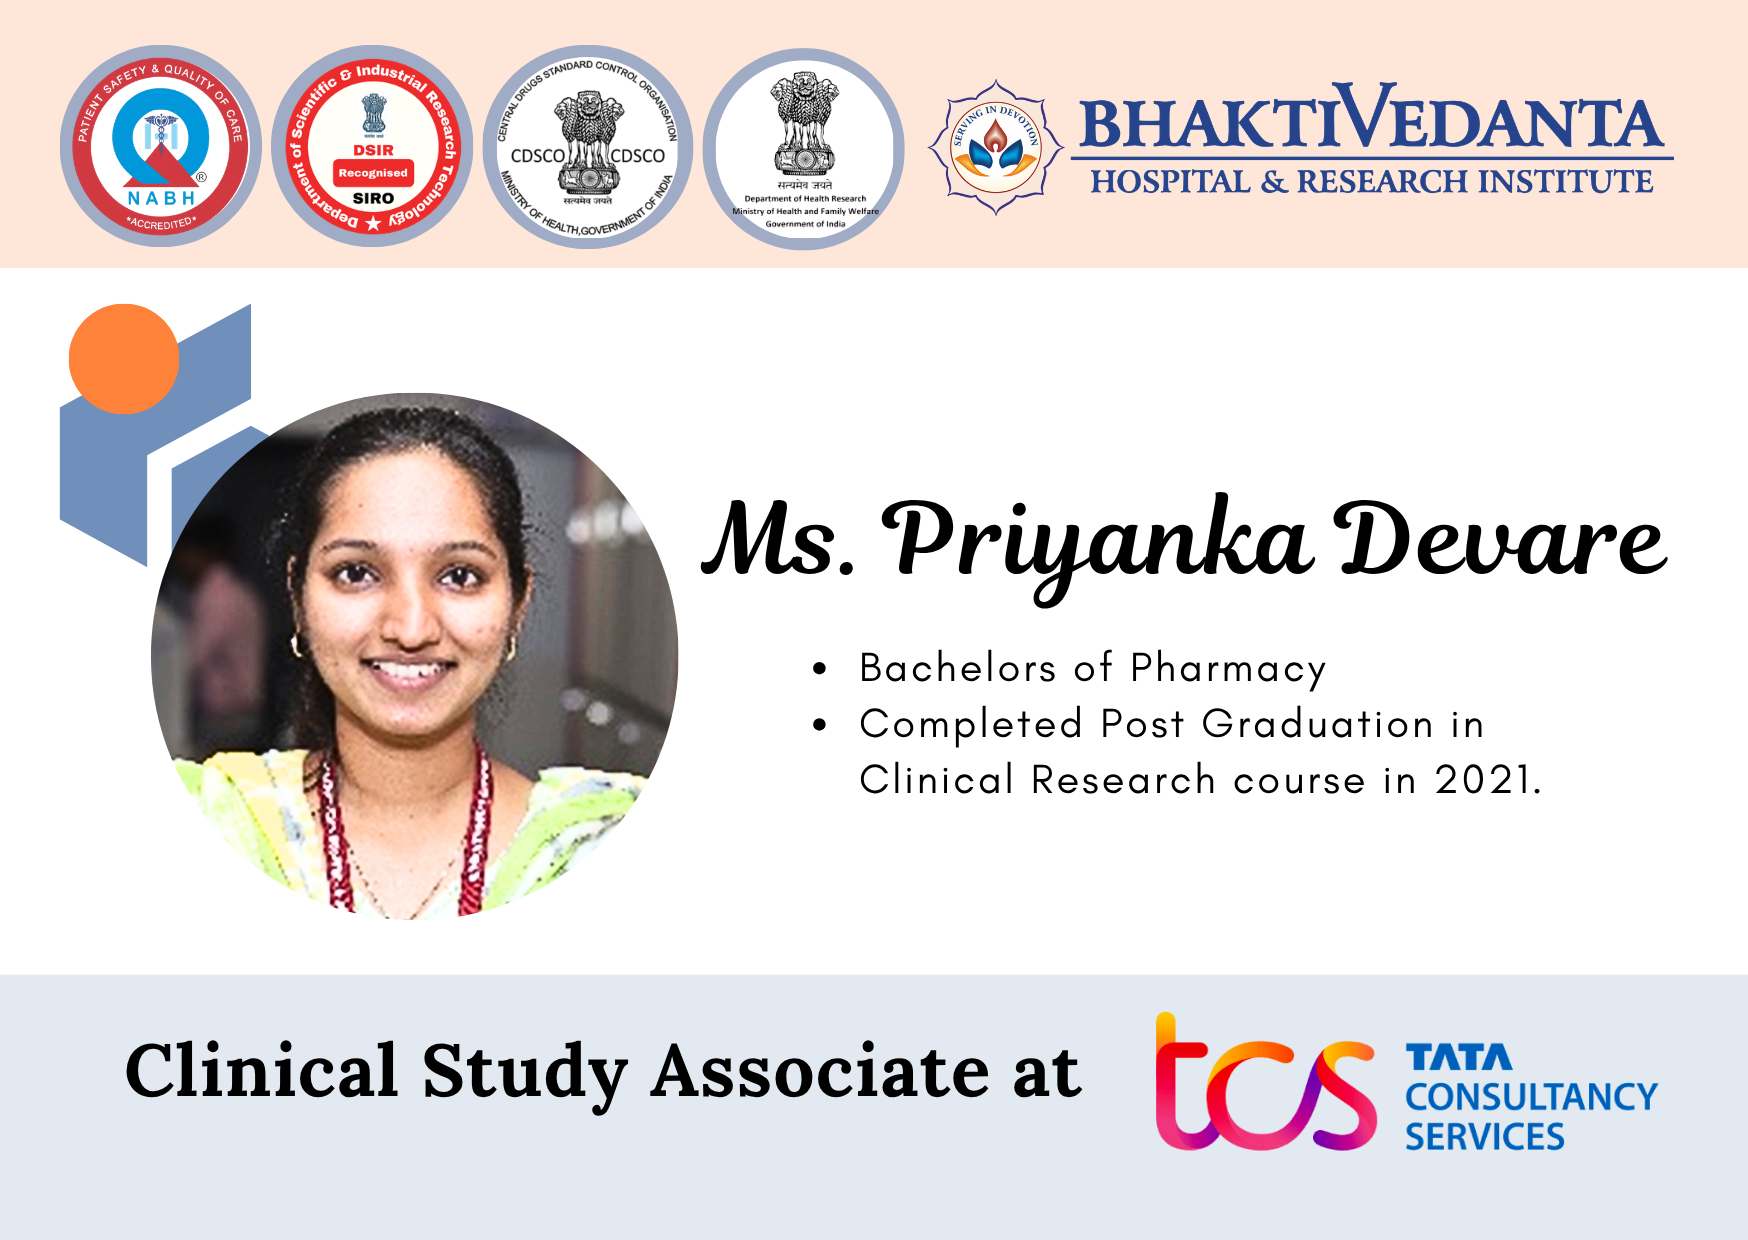 PATIENT SAFETY & QUALITY OF CARE
®
NABH
*ACCREDITED*
Department of Scientific & Industrial Research Technology
DSIR
Recognised
SIRO
CENTRAL DRUGS STANDARD CONTROL ORGANISATION
CDSCO CDSCO
सत्यमेव जयते
MINISTRY OF HEALTH,GOVERNMENT OF INDIA
सत्यमेव जयते
Department of Health Research
Ministry of Health and Family Welfare
Government of India
SERVING IN DEVOTION
BHAKTIVEDANTA
HOSPITAL & RESEARCH INSTITUTE
Ms. Priyanka Devare
• Bachelors of Pharmacy
• Completed Post Graduation in
Clinical Research course in 2021.
Clinical Study Associate at
tcs
TATA
CONSULTANCY
SERVICES